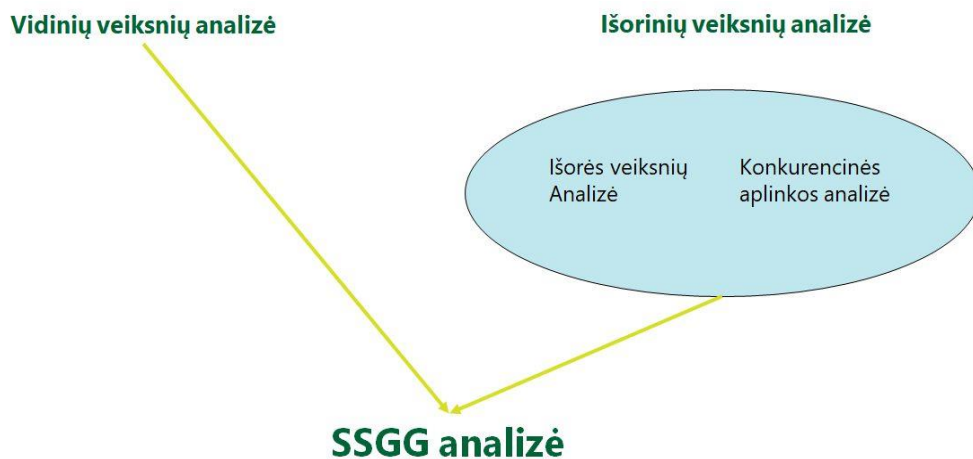 Vidinių veiksnių analizė
Išorinių veiksnių analizė
Išorės veiksnių
Analizė
Konkurencinės
aplinkos analizė
SSGG analizė